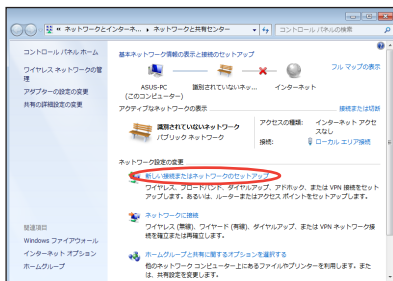 « ネットワークとインターネ... ▸ ネットワークと共有センター
コントロール パネルの検索
コントロール パネル ホーム
ワイヤレス ネットワークの管理
アダプターの設定の変更
共有の詳細設定の変更
基本ネットワーク情報の表示と接続のセットアップ
フル マップの表示
ASUS-PC
(このコンピューター)
識別されていないネッ...
インターネット
アクティブなネットワークの表示
接続または切断
識別されていないネットワーク
パブリック ネットワーク
アクセスの種類:
インターネット アクセスなし
接続:
ローカル エリア接続
ネットワーク設定の変更
新しい接続またはネットワークのセットアップ
ワイヤレス、ブロードバンド、ダイヤルアップ、アドホック、または VPN 接続をセット
アップします。あるいは、ルーターまたはアクセス ポイントをセットアップします。
ネットワークに接続
ワイヤレス (無線)、ワイヤード (有線)、ダイヤルアップ、または VPN ネットワーク接
続を確立または再確立します。
ホームグループと共有に関するオプションを選択する
他のネットワーク コンピューター上にあるファイルやプリンターを利用します。また
は、共有設定を変更します。
関連項目
Windows ファイアウォール
インターネット オプション
ホームグループ